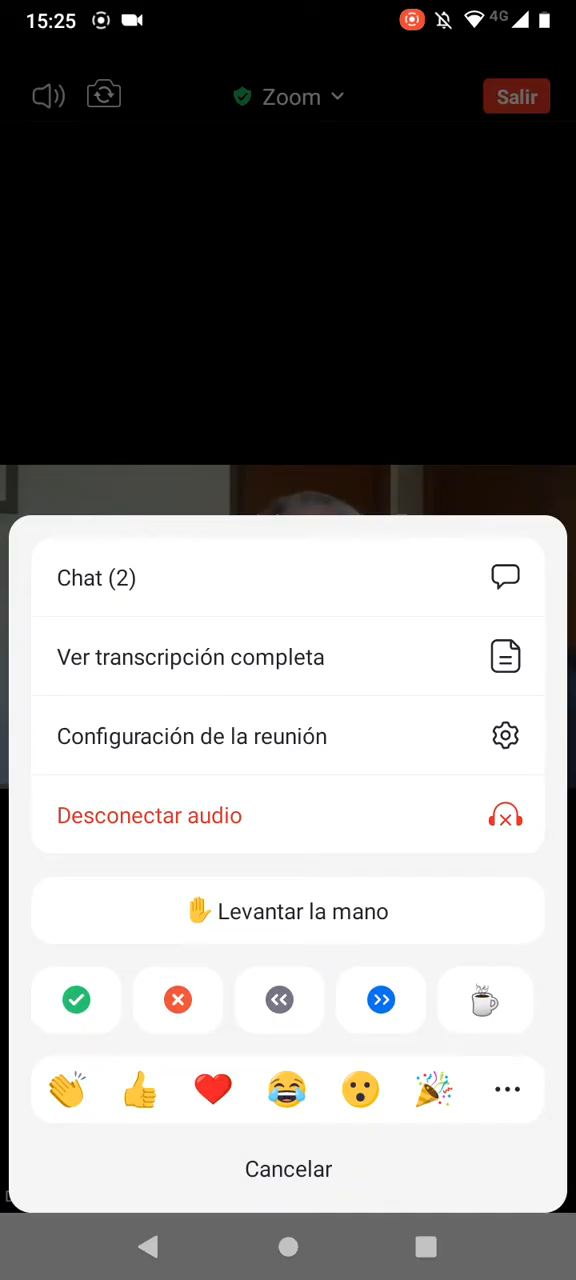 15:25
4G
Zoom
Salir
Chat (2)
Ver transcripción completa
Configuración de la reunión
Desconectar audio
Levantar la mano
Cancelar